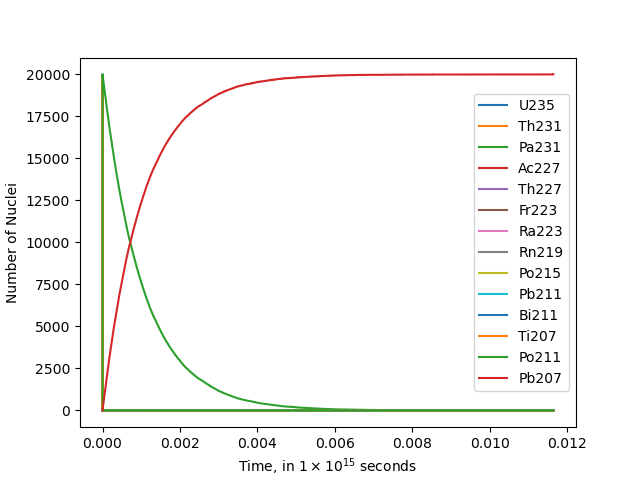 20000
17500
15000
12500
10000
7500
5000
2500
0
Number of Nuclei
U235
Th231
Pa231
Ac227
Th227
Fr223
Ra223
Rn219
Po215
Pb211
Bi211
Ti207
Po211
Pb207
0.000 0.002 0.004 0.006 0.008 0.010 0.012
Time, in 1 × 10¹⁵ seconds